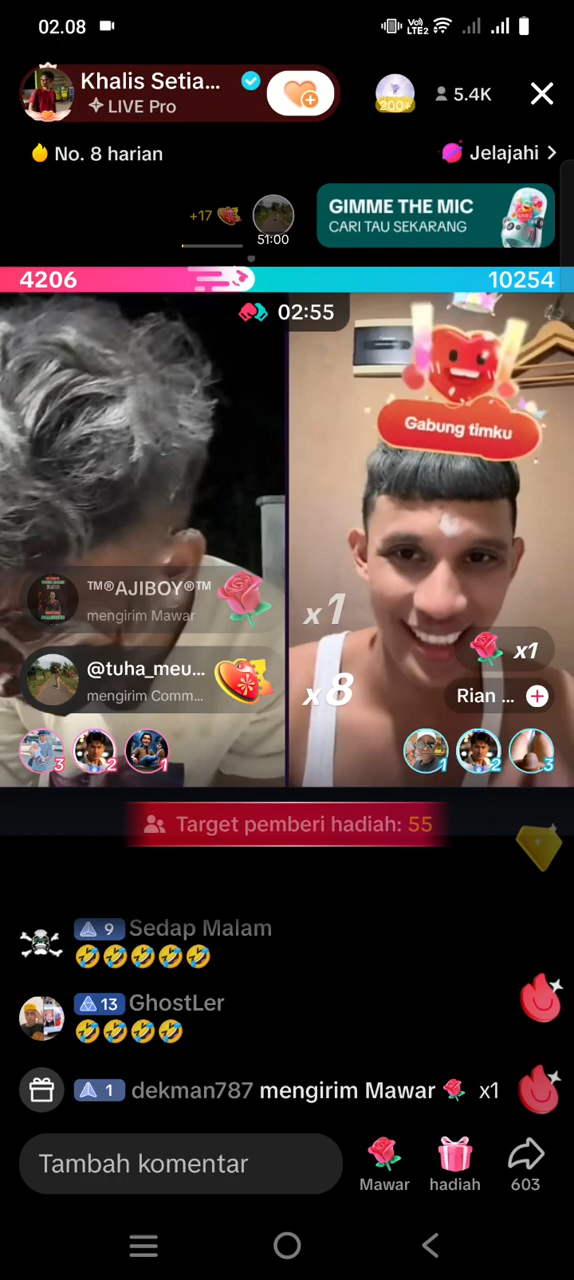 02.08
Vo))
LTE2
Khalis Setia...
LIVE Pro
200+
5.4K
No. 8 harian
Jelajahi >
+17
51:00
GIMME THE MIC
CARI TAU SEKARANG
4206
10254
02:55
Gabung timku
™®AJIBOY®™
mengirim Mawar
x1
@tuha_meu...
mengirim Comm...
x8
x1
Rian ...
3
2
1
1
2
3
Target pemberi hadiah: 55
9 Sedap Malam
🤣🤣🤣🤣🤣
13 GhostLer
🤣🤣🤣🤣
1 dekman787 mengirim Mawar 🌹 x1
Tambah komentar
Mawar
hadiah
603